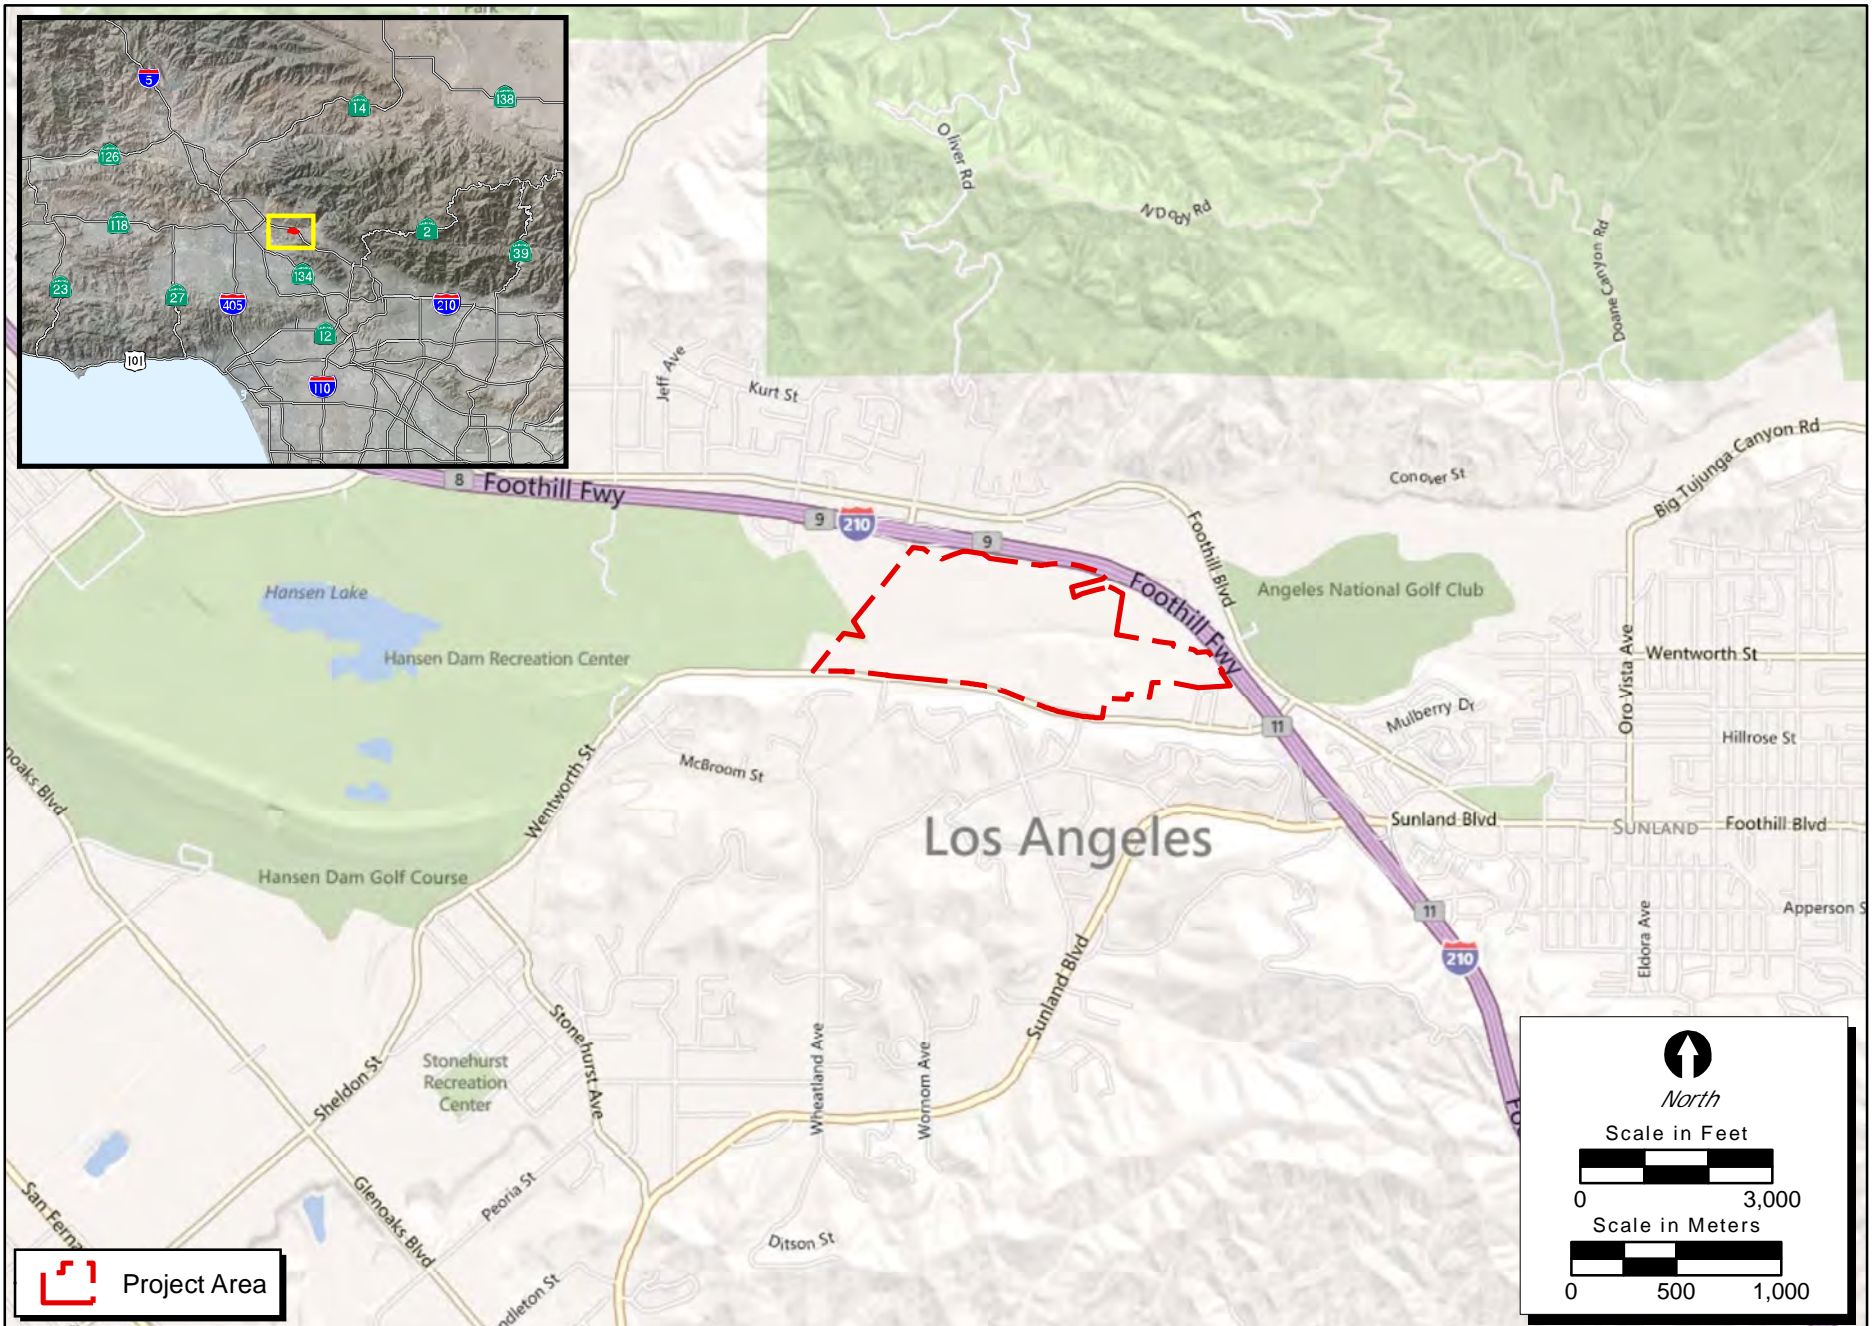 Park
5
14
138
126
118
2
39
134
23
27
405
210
12
101
110
Oliver Rd
N Dody Rd
Doane Canyon Rd
Jeff Ave
Kurt St
Conover St
Big Tujunga Canyon Rd
8
Foothill Fwy
9
210
9
Foothill Blvd
Foothill Fwy
Angeles National Golf Club
Hansen Lake
Hansen Dam Recreation Center
Oro Vista Ave
Wentworth St
Mulberry Dr
11
Hillrose St
McBroom St
Wentworth St
noaks Blvd
Los Angeles
Sunland Blvd
SUNLAND
Foothill Blvd
Hansen Dam Golf Course
11
Apperson S
Eldora Ave
210
Sunland Blvd
Stonehurst Ave
Stonehurst
Recreation
Center
Sheldon St
Wheatland Ave
Wornom Ave
Fo
Peoria St
San Ferna
Glenoaks Blvd
Ditson St
ndleton St
Project Area
North
Scale in Feet
0 3,000
Scale in Meters
0 500 1,000